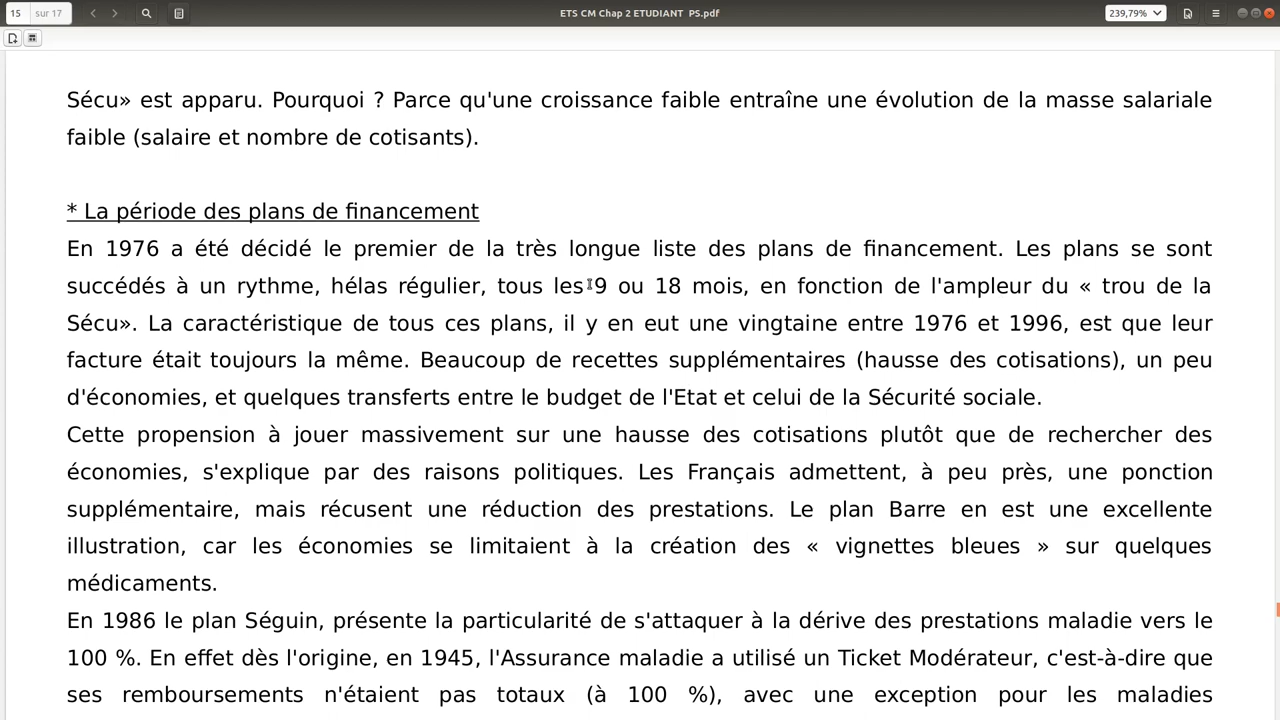 15 sur 17
ETS CM Chap 2 ETUDIANT PS.pdf
239,79%
Sécu» est apparu. Pourquoi ? Parce qu'une croissance faible entraîne une évolution de la masse salariale
faible (salaire et nombre de cotisants).
* La période des plans de financement
En 1976 a été décidé le premier de la très longue liste des plans de financement. Les plans se sont
succédés à un rythme, hélas régulier, tous les 9 ou 18 mois, en fonction de l'ampleur du « trou de la
Sécu». La caractéristique de tous ces plans, il y en eut une vingtaine entre 1976 et 1996, est que leur
facture était toujours la même. Beaucoup de recettes supplémentaires (hausse des cotisations), un peu
d'économies, et quelques transferts entre le budget de l'Etat et celui de la Sécurité sociale.
Cette propension à jouer massivement sur une hausse des cotisations plutôt que de rechercher des
économies, s'explique par des raisons politiques. Les Français admettent, à peu près, une ponction
supplémentaire, mais récusent une réduction des prestations. Le plan Barre en est une excellente
illustration, car les économies se limitaient à la création des « vignettes bleues » sur quelques
médicaments.
En 1986 le plan Séguin, présente la particularité de s'attaquer à la dérive des prestations maladie vers le
100 %. En effet dès l'origine, en 1945, l'Assurance maladie a utilisé un Ticket Modérateur, c'est-à-dire que
ses remboursements n'étaient pas totaux (à 100 %), avec une exception pour les maladies